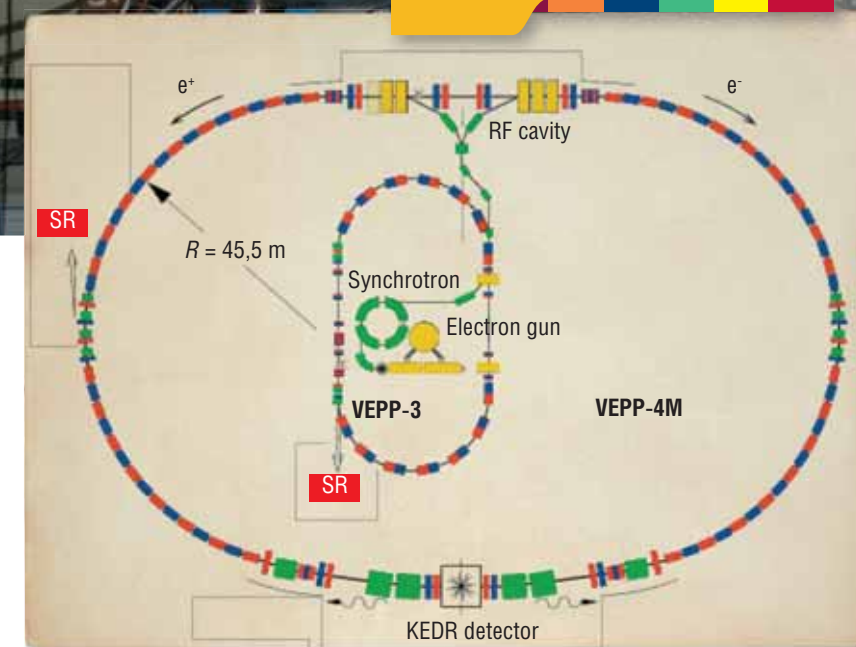 e+
e-
RF cavity
SR
R = 45,5 m
Synchrotron
Electron gun
VEPP-3
VEPP-4M
SR
KEDR detector